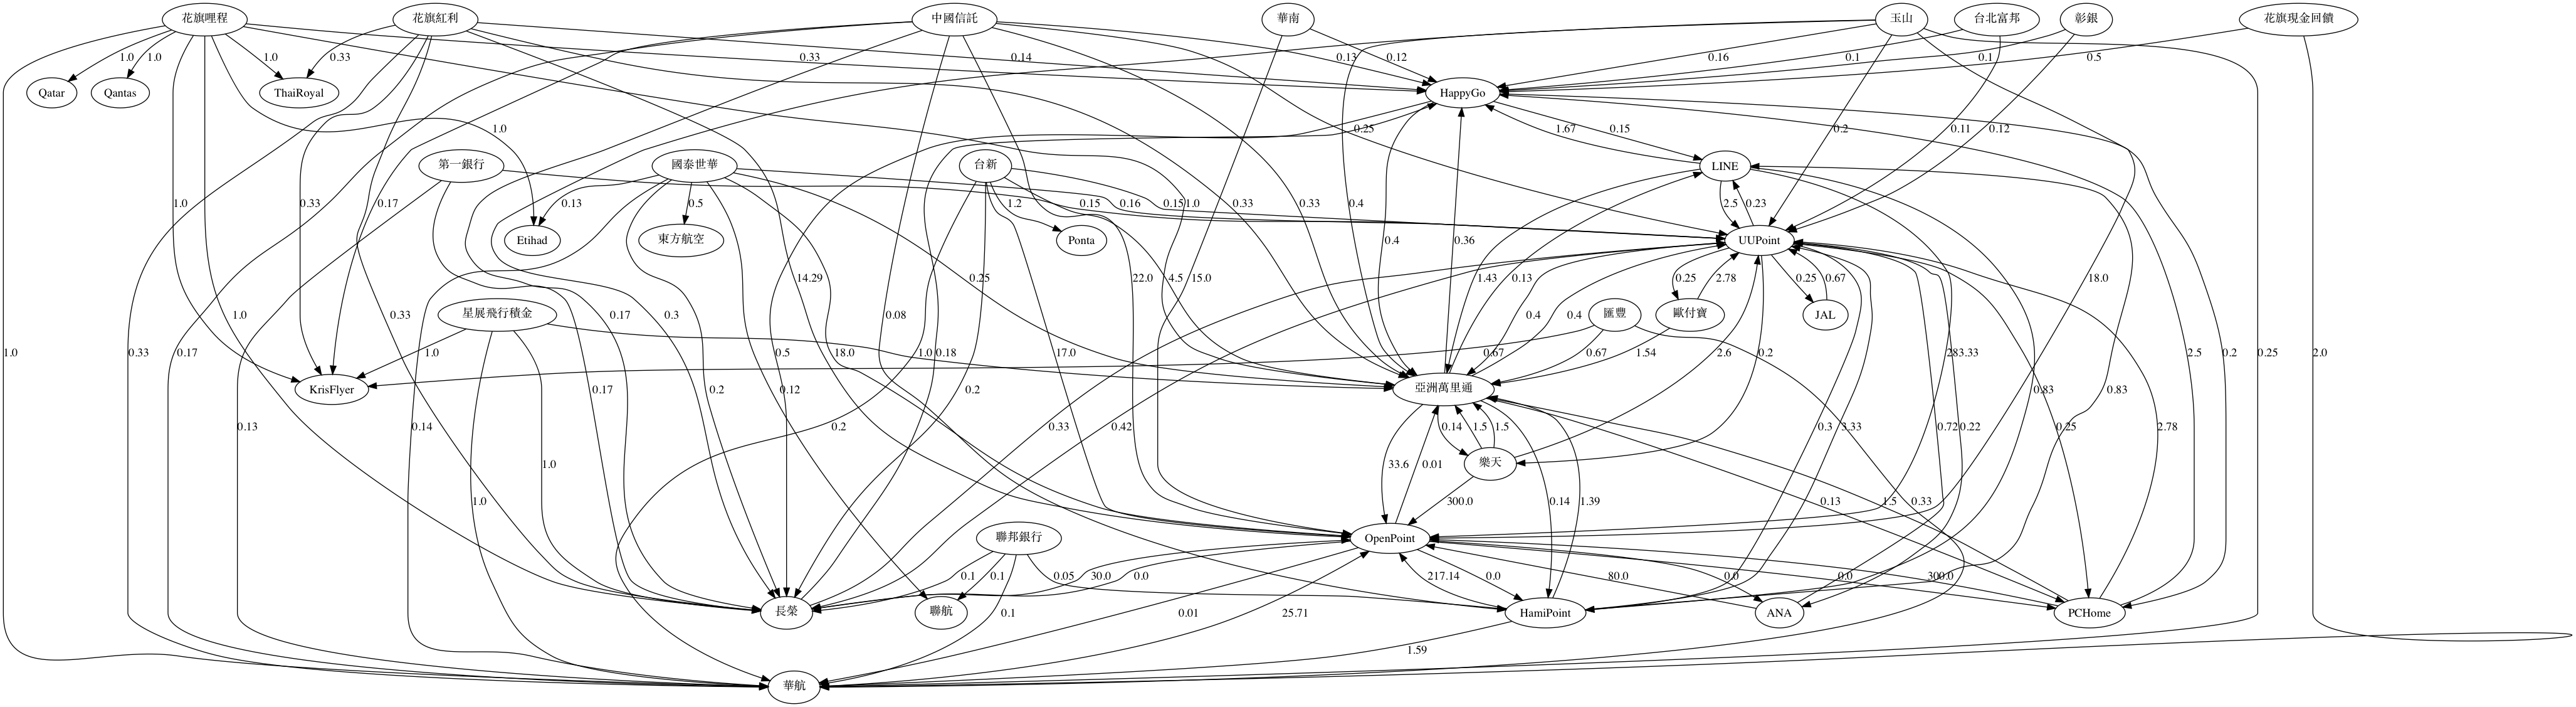 花旗哩程 花旗紅利 中國信託 華南 玉山 台北富邦 彰銀 花旗現金回饋
1.0 1.0 1.0 0.33 0.33 0.14 0.13 0.12 0.16 0.1 0.1 0.5
Qatar Qantas ThaiRoyal HappyGo
1.0 0.25 1.67 0.15 0.2 0.11 0.12
第一銀行 國泰世華 台新 LINE
1.0 0.33 0.17 0.13 0.5 0.15 0.16 1.2 0.15 1.0 0.33 0.33 0.4 2.5 0.23
Etihad 東方航空 Ponta 0.4 0.36 UUPoint
14.29 0.25 22.0 4.5 15.0 1.43 0.13 0.25 2.78 0.25 0.67 18.0
星展飛行積金 匯豐 歐付寶 JAL
1.0 0.33 0.17 0.3 0.08 0.4 0.4
1.0 0.33 0.17 1.0 0.5 18.0 1.0 0.18 17.0 0.67 0.67 1.54 2.6 0.2 283.33 2.5 0.2 0.25 2.0
KrisFlyer 0.17 0.2 0.12 0.2 亞洲萬里通 0.83 0.83
0.13 0.14 0.2 0.33 0.42 0.14 1.5 1.5 0.3 3.33 0.72 0.22 0.25 2.78
1.0 33.6 0.01 樂天
1.0 300.0 0.14 1.39 0.13 1.5 0.33
聯邦銀行 OpenPoint
0.1 0.1 0.05 30.0 0.0 217.14 0.0 80.0 0.0 0.0 300.0
長榮 聯航 HamiPoint ANA PCHome
0.1 0.01 25.71
1.59
華航